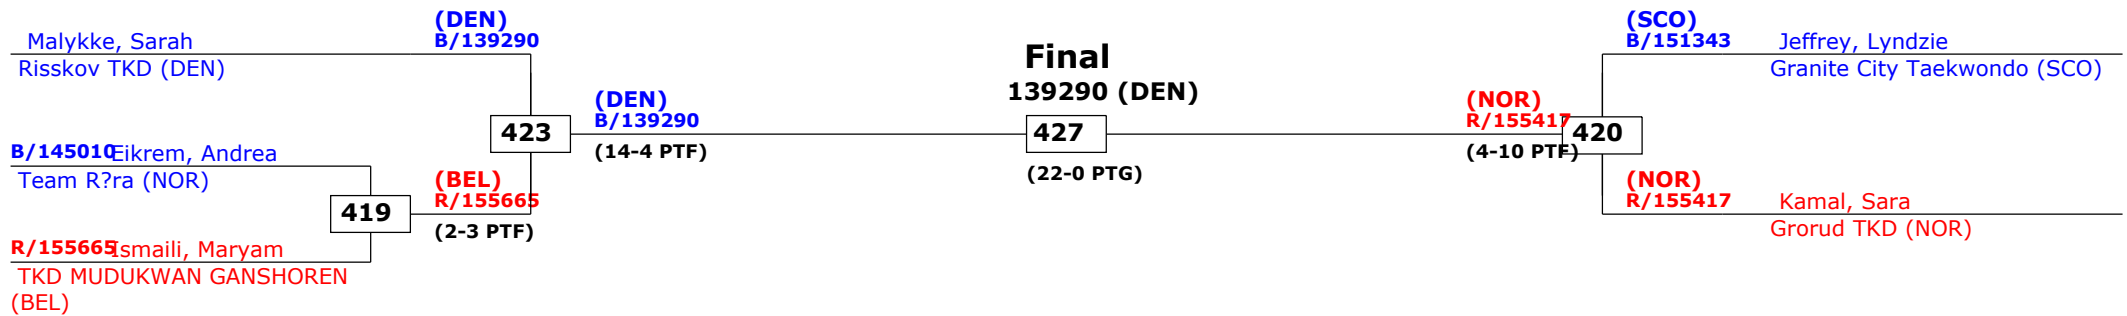 (DEN)
B/139290
Malykke, Sarah
Risskov TKD (DEN)
B/145010 Eikrem, Andrea
Team R?ra (NOR)
419
R/155665 Ismaili, Maryam
TKD MUDUKWAN GANSHOREN
(BEL)
(BEL)
R/155665
(2-3 PTF)
423
(DEN)
B/139290
(14-4 PTF)
Final
139290 (DEN)
427
(22-0 PTG)
(NOR)
R/155417
(4-10 PTF)
420
(SCO)
B/151343
Jeffrey, Lyndzie
Granite City Taekwondo (SCO)
(NOR)
R/155417
Kamal, Sara
Grorud TKD (NOR)